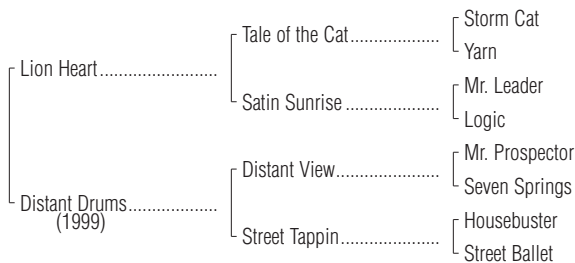 Storm Cat
Tale of the Cat....................
Yarn
Lion Heart..........................
Mr. Leader
Satin Sunrise .....................
Logic
Mr. Prospector
Distant View.......................
Seven Springs
Distant Drums....................
(1999)
Housebuster
Street Tappin......................
Street Ballet